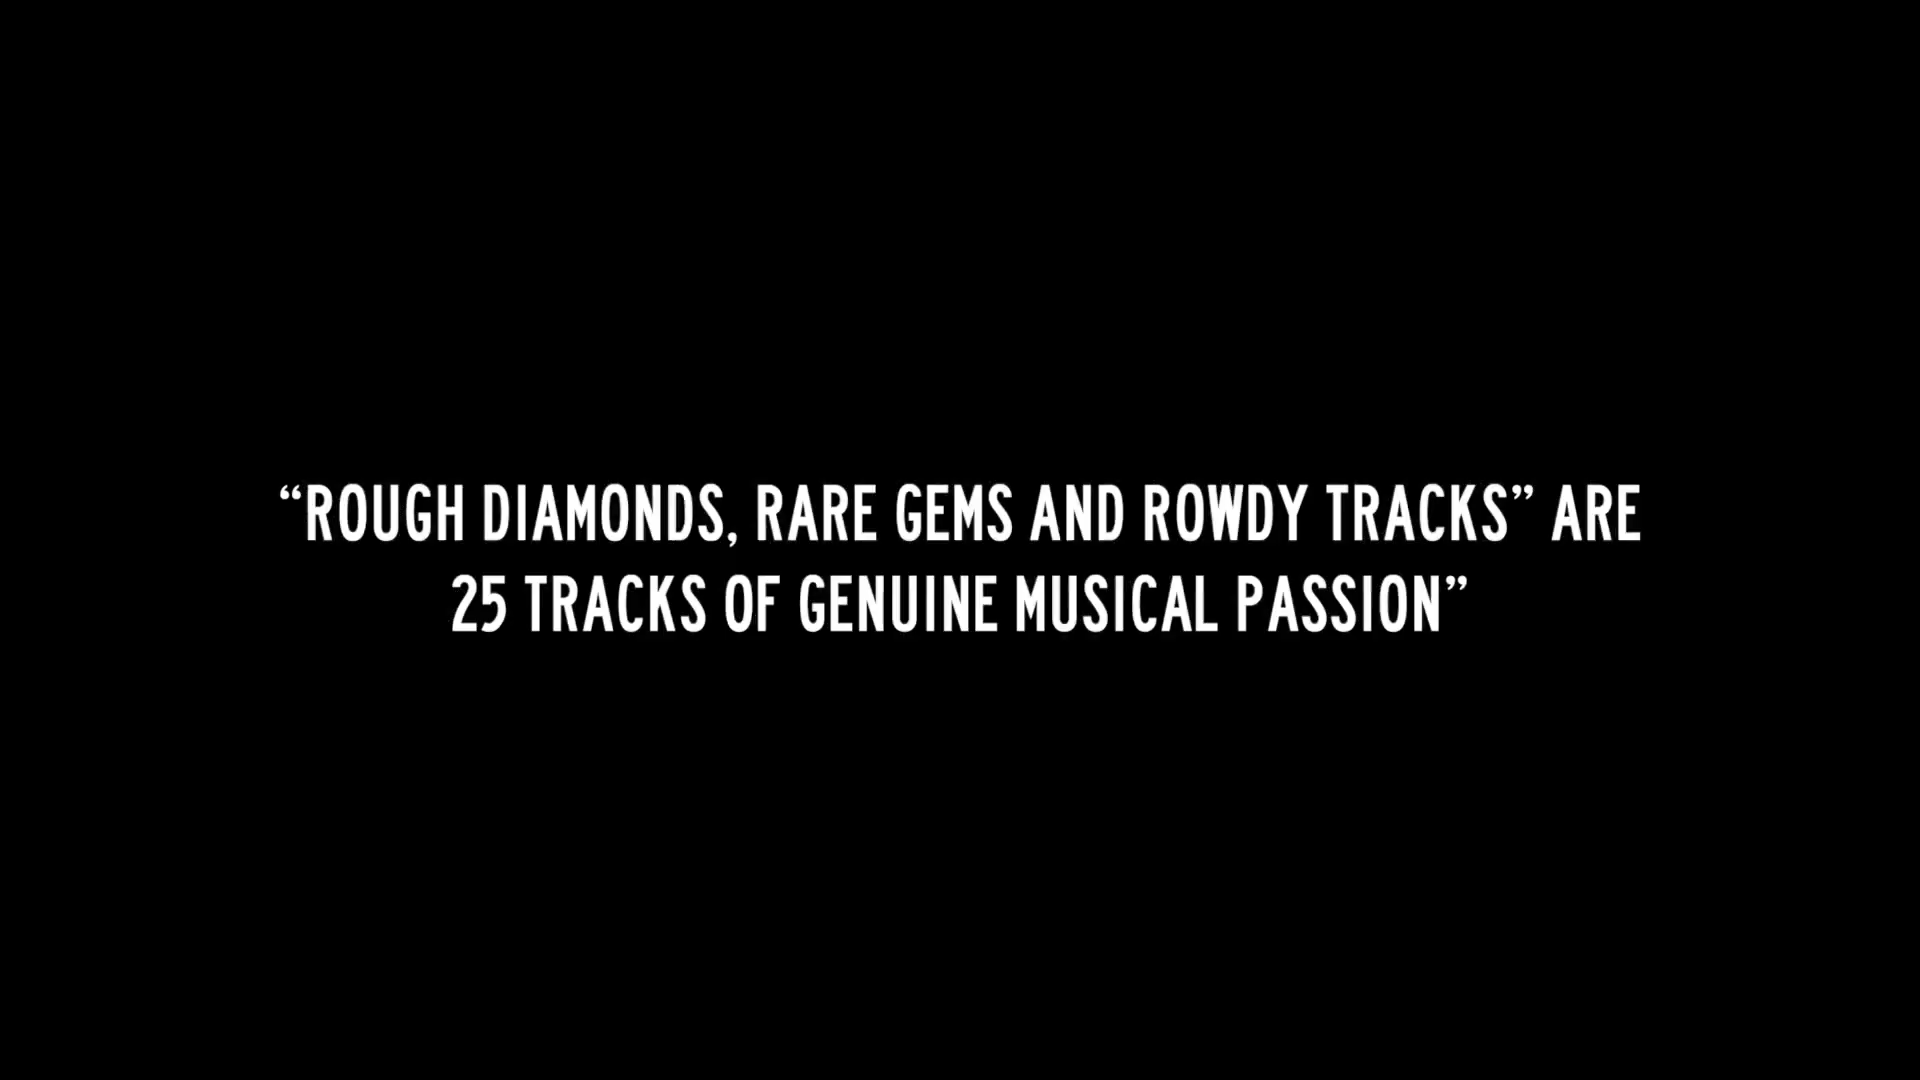 “ROUGH DIAMONDS, RARE GEMS AND ROWDY TRACKS” ARE
25 TRACKS OF GENUINE MUSICAL PASSION”